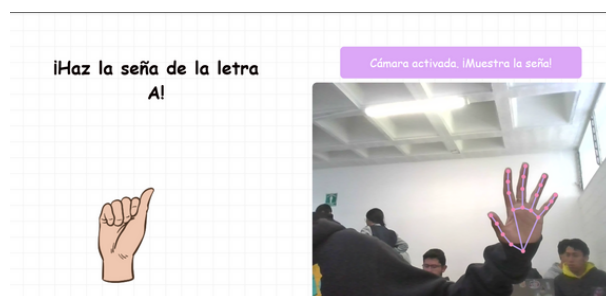 ¡Haz la seña de la letra
A!
Cámara activada, ¡Muestra la seña!